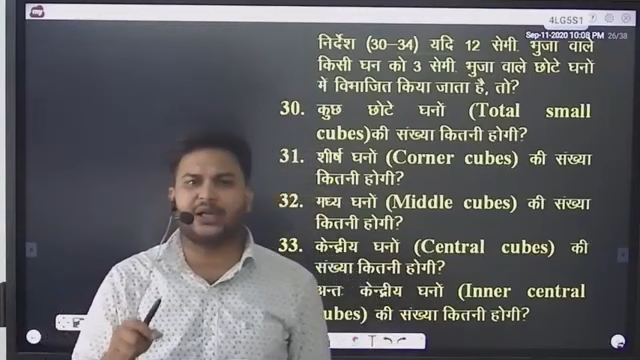 my
4LG5S1
Sep-11-2020 10:08 PM 26/38
निर्देश (30–34) यदि 12 सेमी. भुजा वाले
किसी घन को 3 सेमी. भुजा वाले छोटे घनों
में विभाजित किया जाता है, तो?
30. कुछ छोटे घनों (Total small
cubes)की संख्या कितनी होगी?
31. शीर्ष घनों (Corner cubes) की संख्या
कितनी होगी?
32. मध्य घनों (Middle cubes) की संख्या
कितनी होगी?
33. केन्द्रीय घनों (Central cubes) की
संख्या कितनी होगी?
अन्तः केन्द्रीय घनों (Inner central
cubes) की संख्या कितनी होगी?